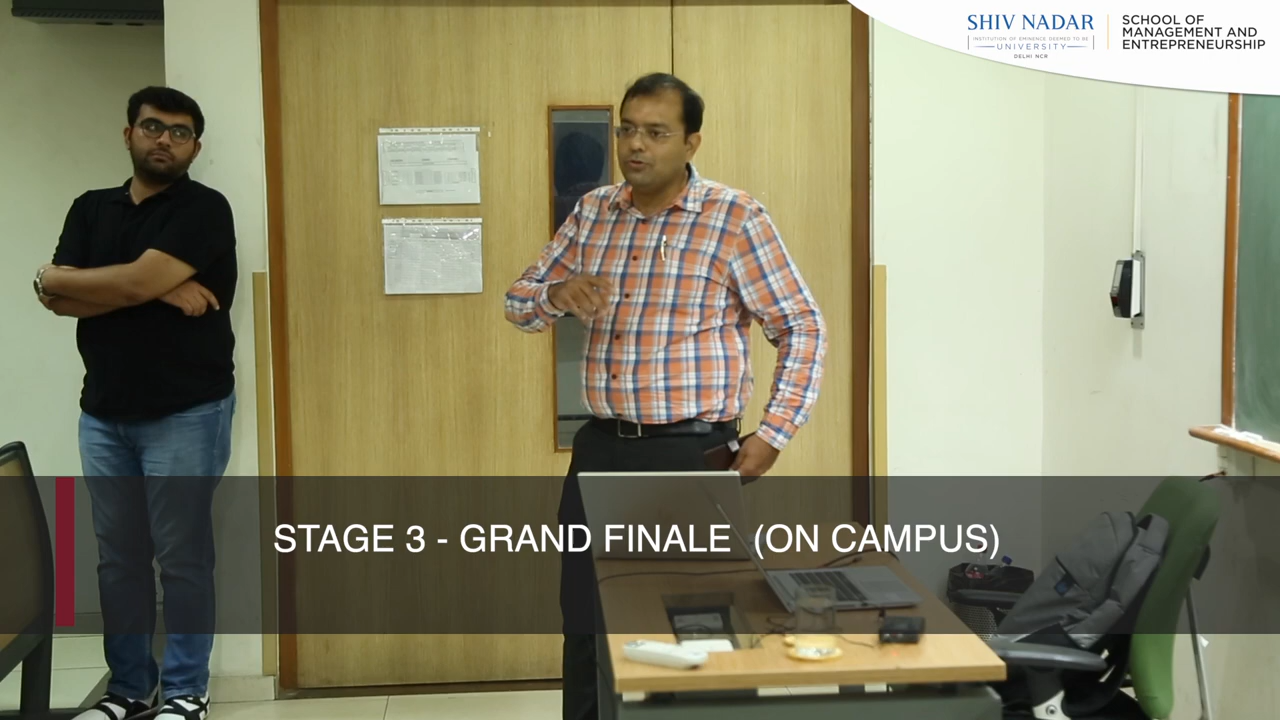 SHIV NADAR
INSTITUTION OF EMINENCE DEEMED TO BE
UNIVERSITY
DELHI NCR
SCHOOL OF
MANAGEMENT AND
ENTREPRENEURSHIP
STAGE 3 - GRAND FINALE (ON CAMPUS)